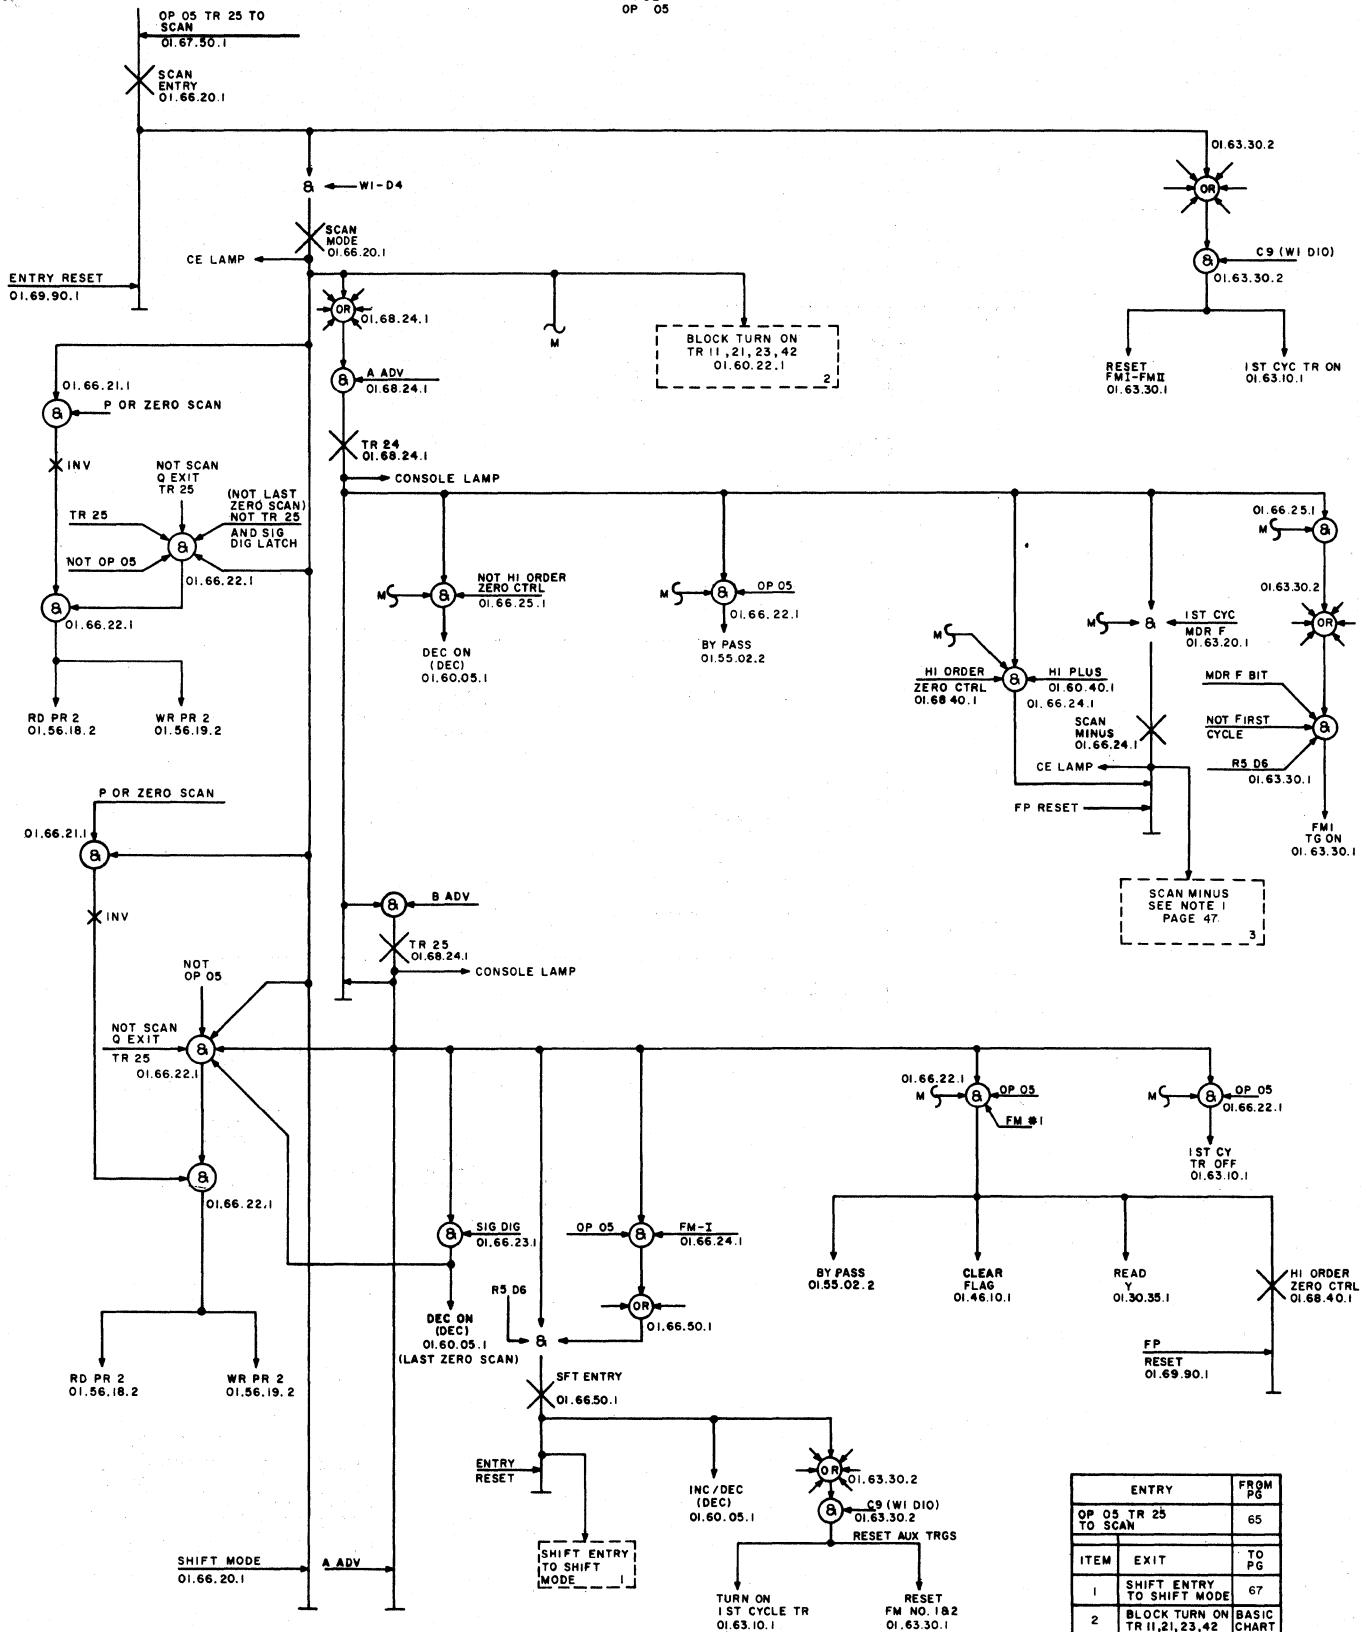 OP 05
OP 05 TR 25 TO
SCAN
01.67.50.1
SCAN
ENTRY
01.66.20.1
01.63.30.2
& W1-D4
OR
SCAN
MODE
01.66.20.1
CE LAMP
& C9 (W1 D10)
01.63.30.2
ENTRY RESET
01.69.90.1
OR 01.68.24.1
M
BLOCK TURN ON
TR 11, 21, 23, 42
01.60.22.1
2
RESET
FMI-FMII
01.63.30.1
1ST CYC TR ON
01.63.10.1
& A ADV
01.68.24.1
01.66.21.1
& P OR ZERO SCAN
TR 24
01.68.24.1
CONSOLE LAMP
INV
NOT SCAN
Q EXIT
TR 25
(NOT LAST
ZERO SCAN)
NOT TR 25
AND SIG
DIG LATCH
TR 25
&
NOT OP 05
01.66.22.1
&
01.66.22.1
RD PR 2
01.56.18.2
WR PR 2
01.56.19.2
M & NOT HI ORDER
ZERO CTRL
01.66.25.1
DEC ON
(DEC)
01.60.05.1
M & OP 05
01.66.22.1
BY PASS
01.55.02.2
M
HI ORDER
ZERO CTRL
01.68 40.1
& HI PLUS
01.60.40.1
01.66.24.1
M & 1ST CYC
MDR F
01.63.20.1
SCAN
MINUS
01.66.24.1
CE LAMP
FP RESET
01.66.25.1
M &
01.63.30.2
OR
MDR F BIT
NOT FIRST
CYCLE
&
R5 D6
01.63.30.1
FMI
TG ON
01.63.30.1
SCAN MINUS
SEE NOTE 1
PAGE 47
3
P OR ZERO SCAN
01.66.21.1
&
INV
& B ADV
TR 25
01.68.24.1
CONSOLE LAMP
NOT
OP 05
NOT SCAN
Q EXIT
TR 25
&
01.66.22.1
&
01.66.22.1
RD PR 2
01.56.18.2
WR PR 2
01.56.19.2
& SIG DIG
01.66.23.1
DEC ON
(DEC)
01.60.05.1
(LAST ZERO SCAN)
OP 05 & FM-I
01.66.24.1
OR
01.66.50.1
R5 D6
&
SFT ENTRY
01.66.50.1
01.66.22.1
M & OP 05
FM #1
BY PASS
01.55.02.2
CLEAR
FLAG
01.46.10.1
READ
Y
01.30.35.1
HI ORDER
ZERO CTRL
01.68.40.1
FP
RESET
01.69.90.1
M & OP 05
01.66.22.1
1ST CY
TR OFF
01.63.10.1
ENTRY
RESET
INC/DEC
(DEC)
01.60.05.1
OR 01.63.30.2
& C9 (W1 D10)
01.63.30.2
RESET AUX TRGS
TURN ON
1ST CYCLE TR
01.63.10.1
RESET
FM NO. 1&2
01.63.30.1
SHIFT ENTRY
TO SHIFT
MODE 1
SHIFT MODE
01.66.20.1
A ADV
ENTRY FROM PG
OP 05 TR 25
TO SCAN 65
ITEM EXIT TO PG
1 SHIFT ENTRY
TO SHIFT MODE 67
2 BLOCK TURN ON
TR 11,21,23,42 BASIC
CHART